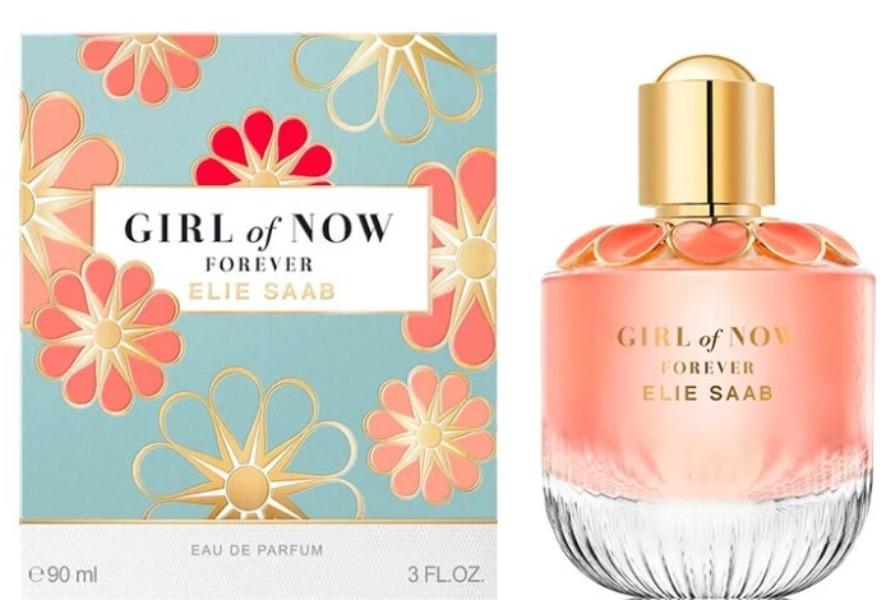 GIRL of NOW
FOREVER
ELIE SAAB
EAU DE PARFUM
℮ 90 ml
3 FL.OZ.
GIRL of NOW
FOREVER
ELIE SAAB